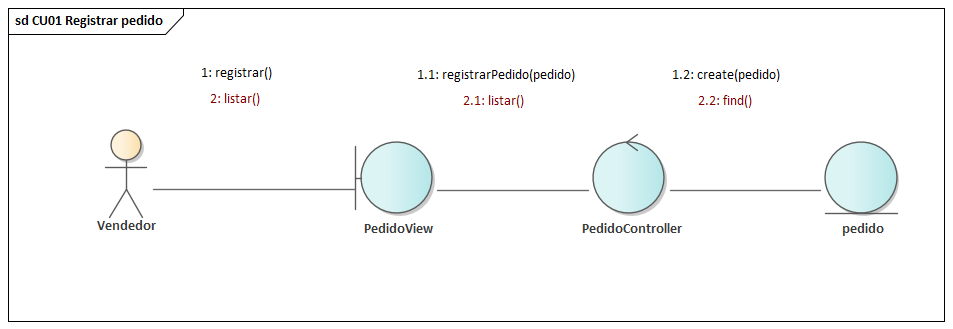 sd CU01 Registrar pedido
1: registrar()
1.1: registrarPedido(pedido)
1.2: create(pedido)
2: listar()
2.1: listar()
2.2: find()
Vendedor
PedidoView
PedidoController
pedido